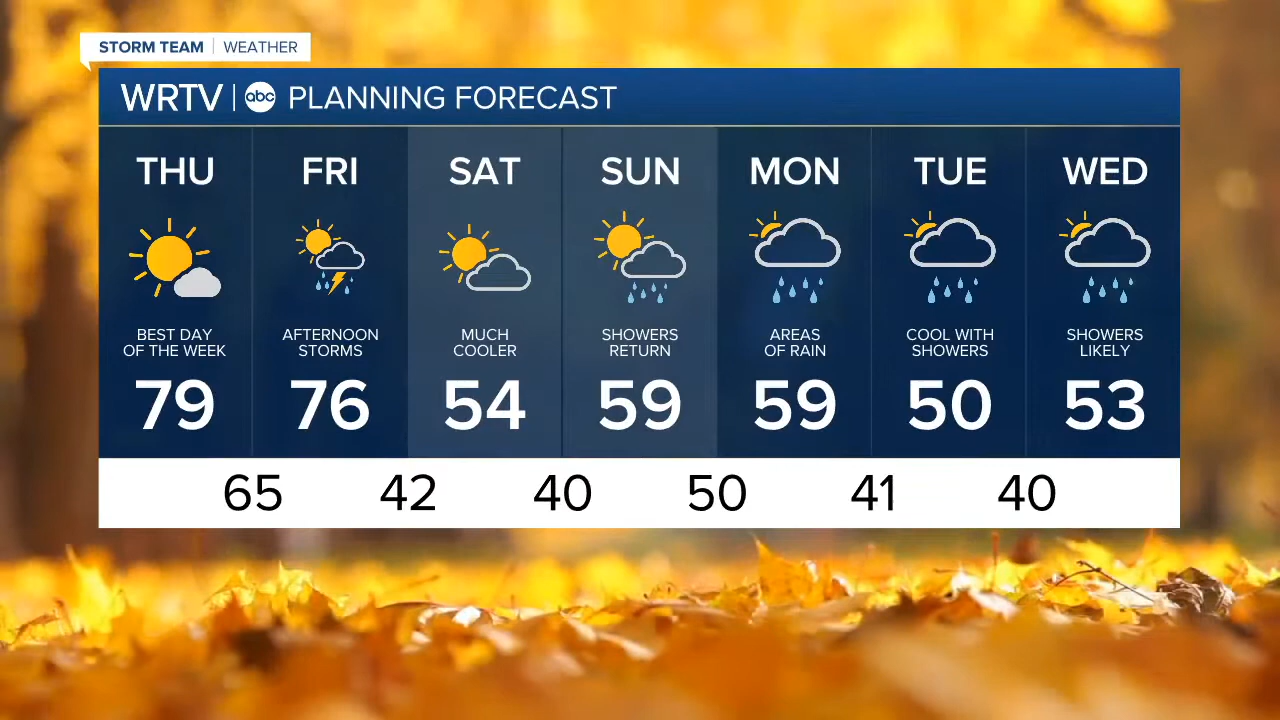 STORM TEAM | WEATHER
WRTV | abc PLANNING FORECAST
THU FRI SAT SUN MON TUE WED
BEST DAY OF THE WEEK
AFTERNOON STORMS
MUCH COOLER
SHOWERS RETURN
AREAS OF RAIN
COOL WITH SHOWERS
SHOWERS LIKELY
79 76 54 59 59 50 53
65 42 40 50 41 40